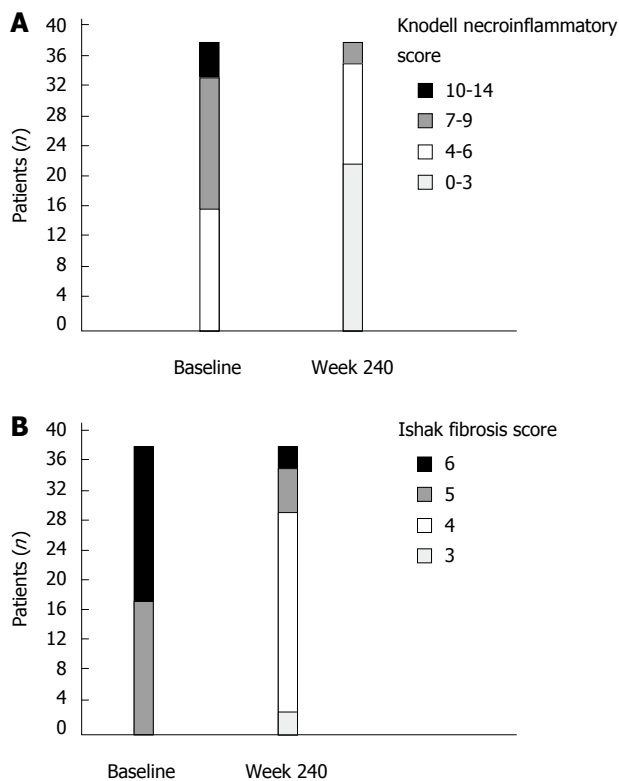 A
Patients (n)
40
36
32
28
24
20
16
12
8
4
0
Baseline
Week 240
Knodell necroinflammatory
score
10-14
7-9
4-6
0-3
B
Patients (n)
40
36
32
28
24
20
16
12
8
4
0
Baseline
Week 240
Ishak fibrosis score
6
5
4
3